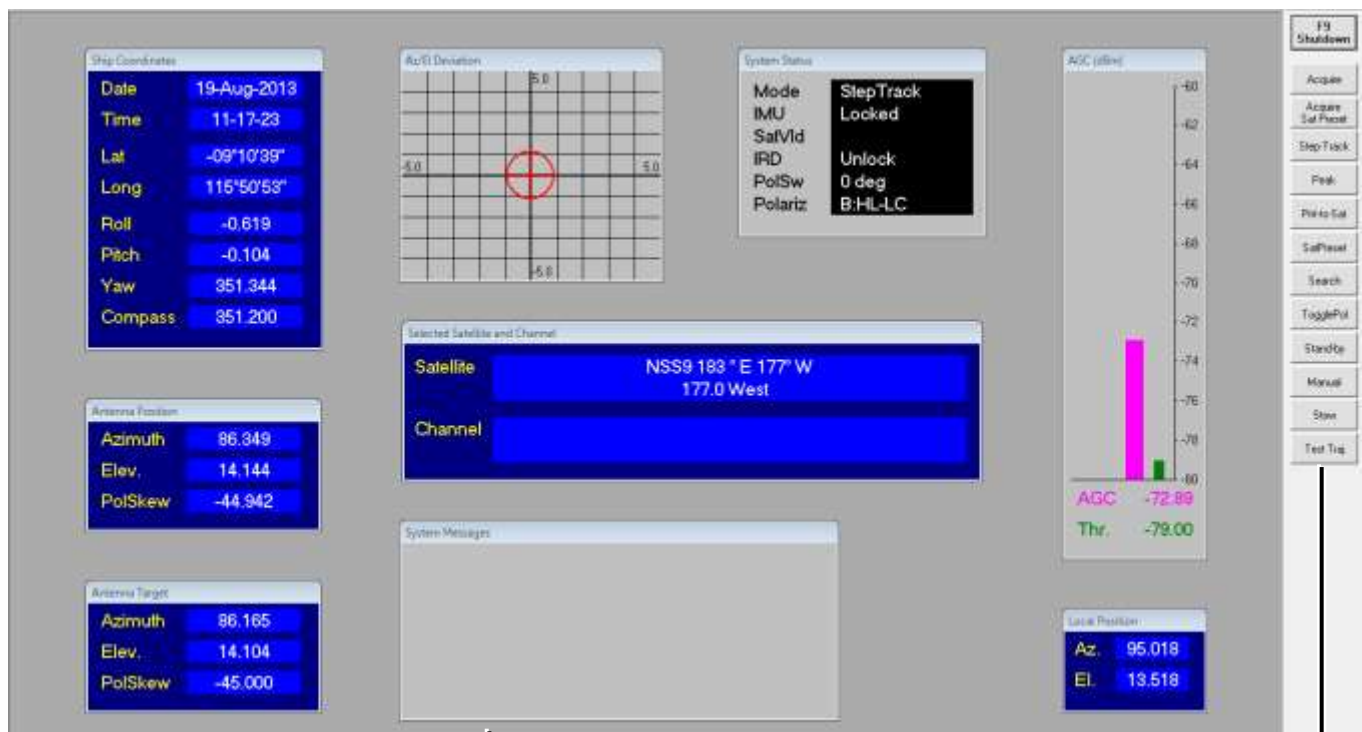 Ship Coordinates
Date 19-Aug-2013
Time 11-17-23
Lat -09°10'39"
Long 115°50'53"
Roll -0.619
Pitch -0.104
Yaw 351.344
Compass 351.200
Antenna Position
Azimuth 86.349
Elev. 14.144
PolSkew -44.942
Antenna Target
Azimuth 86.165
Elev. 14.104
PolSkew -45.000
Az/El Deviation
5.0
-5.0 5.0
-5.0
System Status
Mode StepTrack
IMU Locked
SatVld
IRD Unlock
PolSw 0 deg
Polariz B:HL-LC
Selected Satellite and Channel
Satellite NSS9 183 ° E 177° W
177.0 West
Channel
System Messages
AGC (dBm)
-60
-62
-64
-66
-68
-70
-72
-74
-76
-78
-80
AGC -72.89
Thr. -79.00
Local Position
Az. 95.018
El. 13.518
F9
Shutdown
Acquire
Acquire
Sat Preset
Step Track
Peak
Pnt-to-Sat
SatPreset
Search
TogglePol
Standby
Manual
Stow
Test Traj